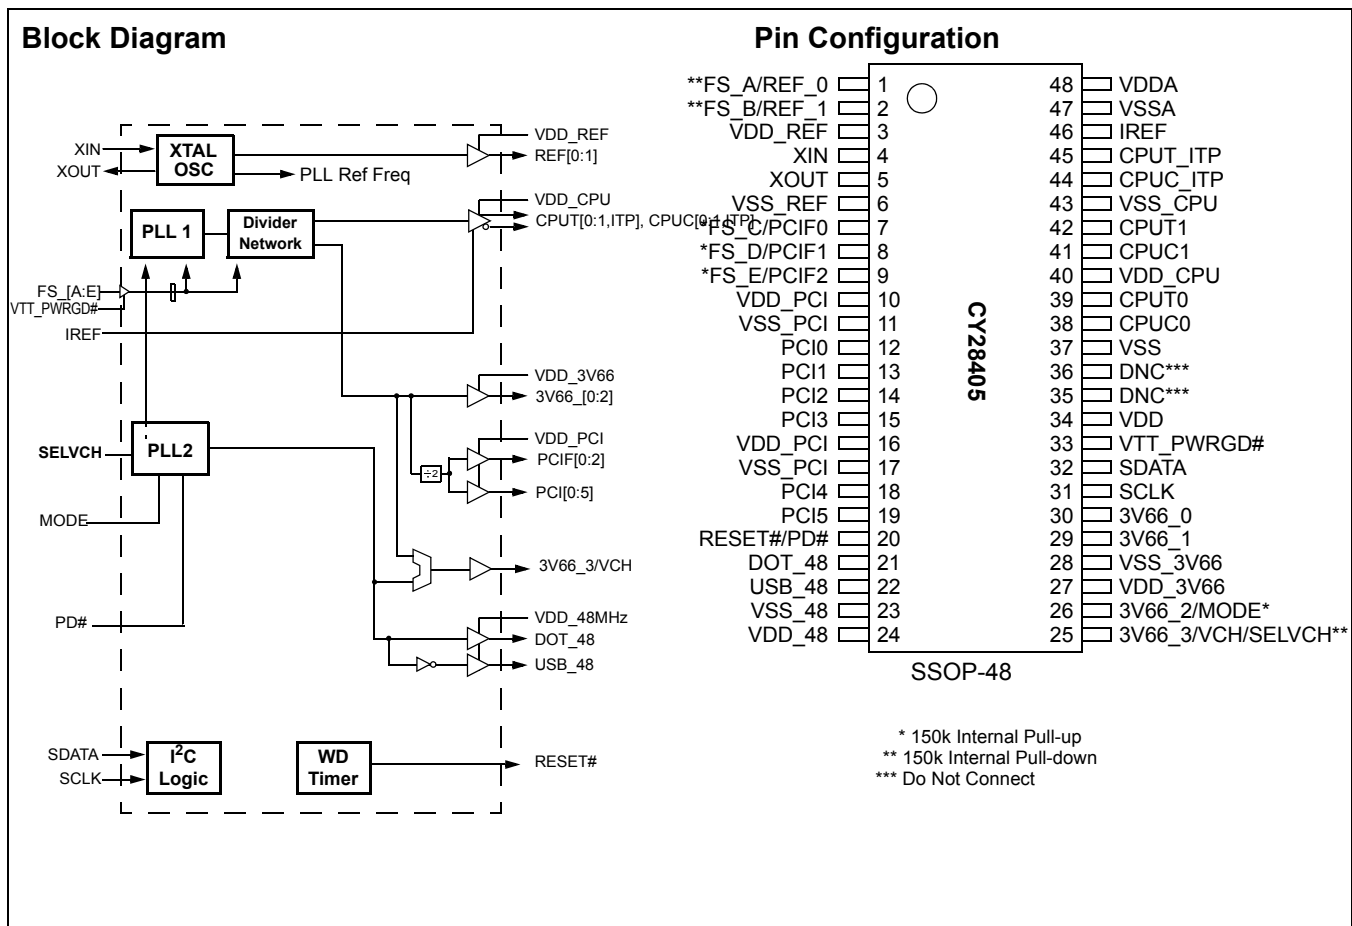 Block Diagram
Pin Configuration
XIN
XOUT
XTAL
OSC
PLL Ref Freq
VDD_REF
REF[0:1]
PLL 1
Divider
Network
VDD_CPU
CPUT[0:1,ITP], CPUC[0:1,ITP]
FS_[A:E]
VTT_PWRGD#
IREF
VDD_3V66
3V66_[0:2]
SELVCH
PLL2
÷2
VDD_PCI
PCIF[0:2]
PCI[0:5]
MODE
3V66_3/VCH
PD#
VDD_48MHz
DOT_48
USB_48
SDATA
SCLK
I2C
Logic
WD
Timer
RESET#
**FS_A/REF_0 1
**FS_B/REF_1 2
VDD_REF 3
XIN 4
XOUT 5
VSS_REF 6
*FS_C/PCIF0 7
*FS_D/PCIF1 8
*FS_E/PCIF2 9
VDD_PCI 10
VSS_PCI 11
PCI0 12
PCI1 13
PCI2 14
PCI3 15
VDD_PCI 16
VSS_PCI 17
PCI4 18
PCI5 19
RESET#/PD# 20
DOT_48 21
USB_48 22
VSS_48 23
VDD_48 24
CY28405
48 VDDA
47 VSSA
46 IREF
45 CPUT_ITP
44 CPUC_ITP
43 VSS_CPU
42 CPUT1
41 CPUC1
40 VDD_CPU
39 CPUT0
38 CPUC0
37 VSS
36 DNC***
35 DNC***
34 VDD
33 VTT_PWRGD#
32 SDATA
31 SCLK
30 3V66_0
29 3V66_1
28 VSS_3V66
27 VDD_3V66
26 3V66_2/MODE*
25 3V66_3/VCH/SELVCH**
SSOP-48
* 150k Internal Pull-up
** 150k Internal Pull-down
*** Do Not Connect